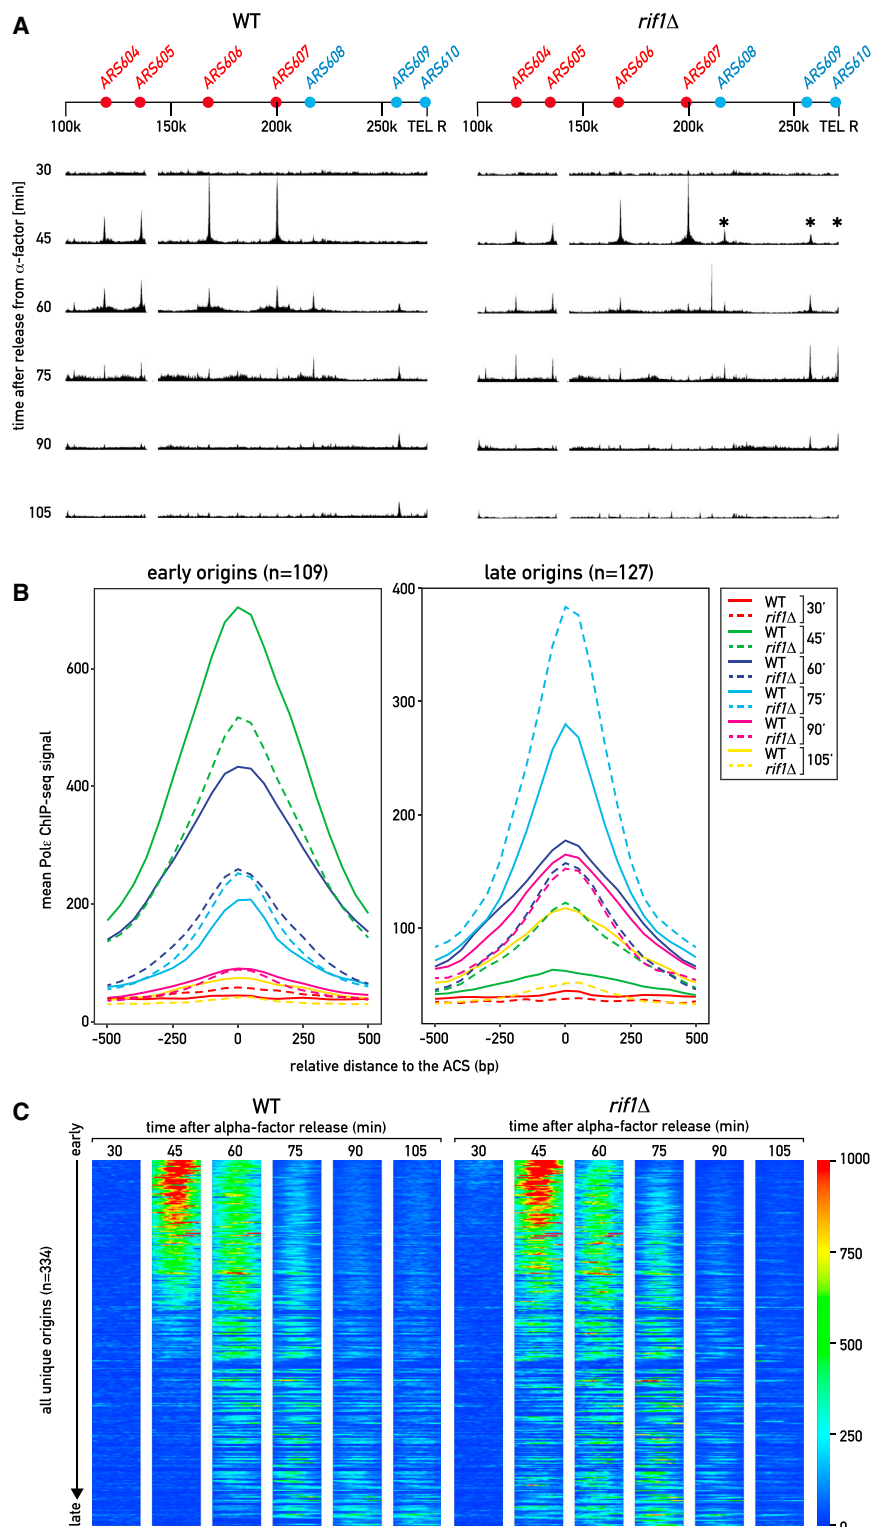 A
WT
rif1Δ
ARS604 ARS605 ARS606 ARS607 ARS608 ARS609 ARS610
ARS604 ARS605 ARS606 ARS607 ARS608 ARS609 ARS610
100k 150k 200k 250k TEL R
100k 150k 200k 250k TEL R
time after release from α-factor [min]
30
45
* * *
60
75
90
105
B
early origins (n=109)
late origins (n=127)
mean Polε ChIP-seq signal
600
400
200
0
400
300
200
100
-500 -250 0 250 500
-500 -250 0 250 500
relative distance to the ACS (bp)
WT
rif1Δ
30'
WT
rif1Δ
45'
WT
rif1Δ
60'
WT
rif1Δ
75'
WT
rif1Δ
90'
WT
rif1Δ
105'
C
WT
rif1Δ
time after alpha-factor release (min)
time after alpha-factor release (min)
30 45 60 75 90 105
30 45 60 75 90 105
early
all unique origins (n=334)
late
1000
750
500
250
0